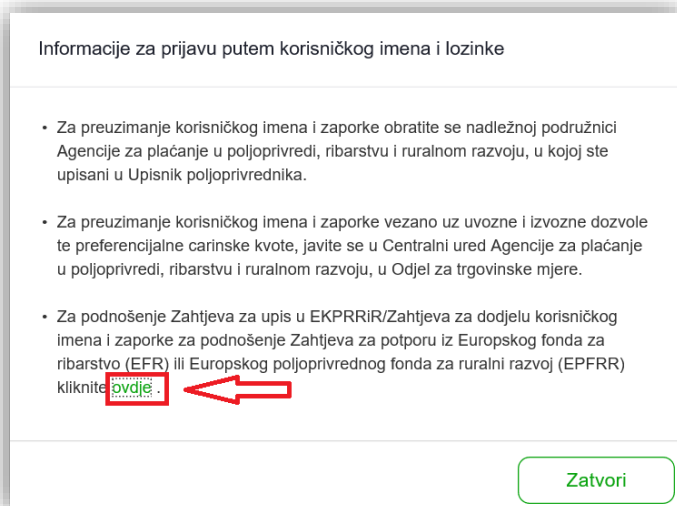 Informacije za prijavu putem korisničkog imena i lozinke
• Za preuzimanje korisničkog imena i zaporke obratite se nadležnoj podružnici
Agencije za plaćanje u poljoprivredi, ribarstvu i ruralnom razvoju, u kojoj ste
upisani u Upisnik poljoprivrednika.
• Za preuzimanje korisničkog imena i zaporke vezano uz uvozne i izvozne dozvole
te preferencijalne carinske kvote, javite se u Centralni ured Agencije za plaćanje
u poljoprivredi, ribarstvu i ruralnom razvoju, u Odjel za trgovinske mjere.
• Za podnošenje Zahtjeva za upis u EKPRRiR/Zahtjeva za dodjelu korisničkog
imena i zaporke za podnošenje Zahtjeva za potporu iz Europskog fonda za
ribarstvo (EFR) ili Europskog poljoprivrednog fonda za ruralni razvoj (EPFRR)
kliknite ovdje .
Zatvori